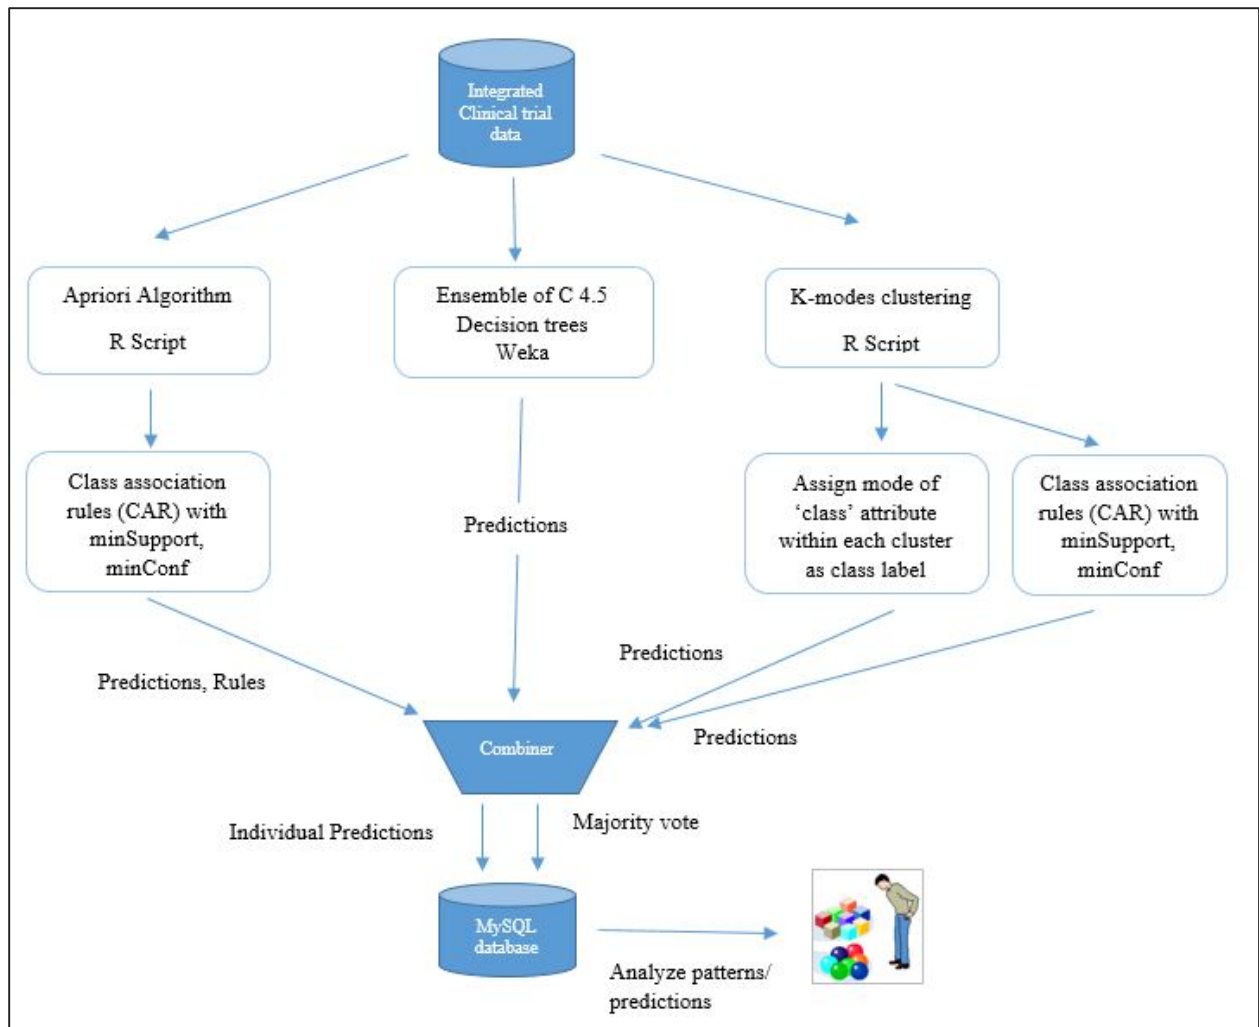 Integrated
Clinical trial
data
Apriori Algorithm
R Script
Ensemble of C 4.5
Decision trees
Weka
K-modes clustering
R Script
Class association
rules (CAR) with
minSupport,
minConf
Predictions
Assign mode of
‘class’ attribute
within each cluster
as class label
Class association
rules (CAR) with
minSupport,
minConf
Predictions, Rules
Predictions
Predictions
Combiner
Individual Predictions
Majority vote
MySQL
database
Analyze patterns/
predictions